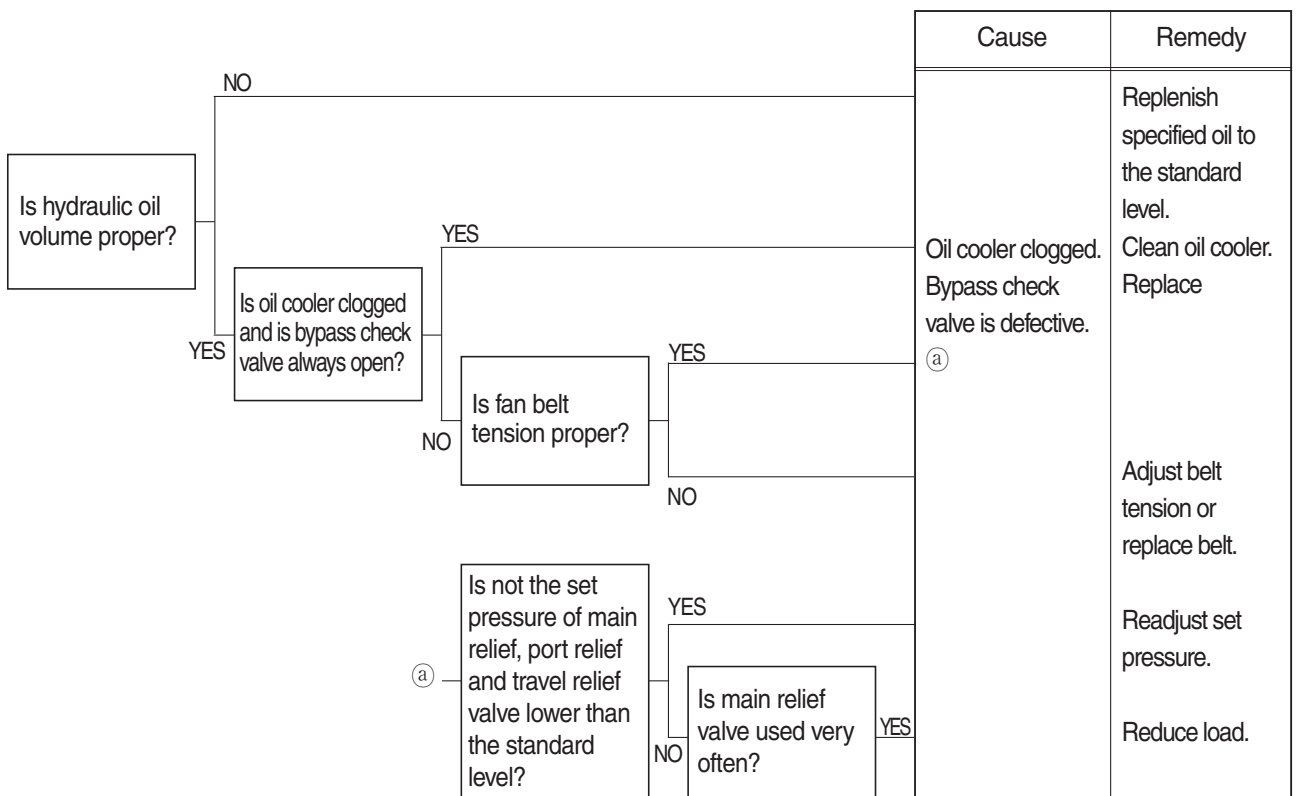 Cause
Remedy
NO
Replenish
specified oil to
the standard
level.
Is hydraulic oil
volume proper?
YES
Oil cooler clogged.
Clean oil cooler.
Bypass check
Replace
valve is defective.
ⓐ
Is oil cooler clogged
and is bypass check
valve always open?
YES
YES
Is fan belt
tension proper?
NO
NO
Adjust belt
tension or
replace belt.
ⓐ
Is not the set
pressure of main
relief, port relief
and travel relief
valve lower than
the standard
level?
YES
Readjust set
pressure.
NO
Is main relief
valve used very
often?
YES
Reduce load.